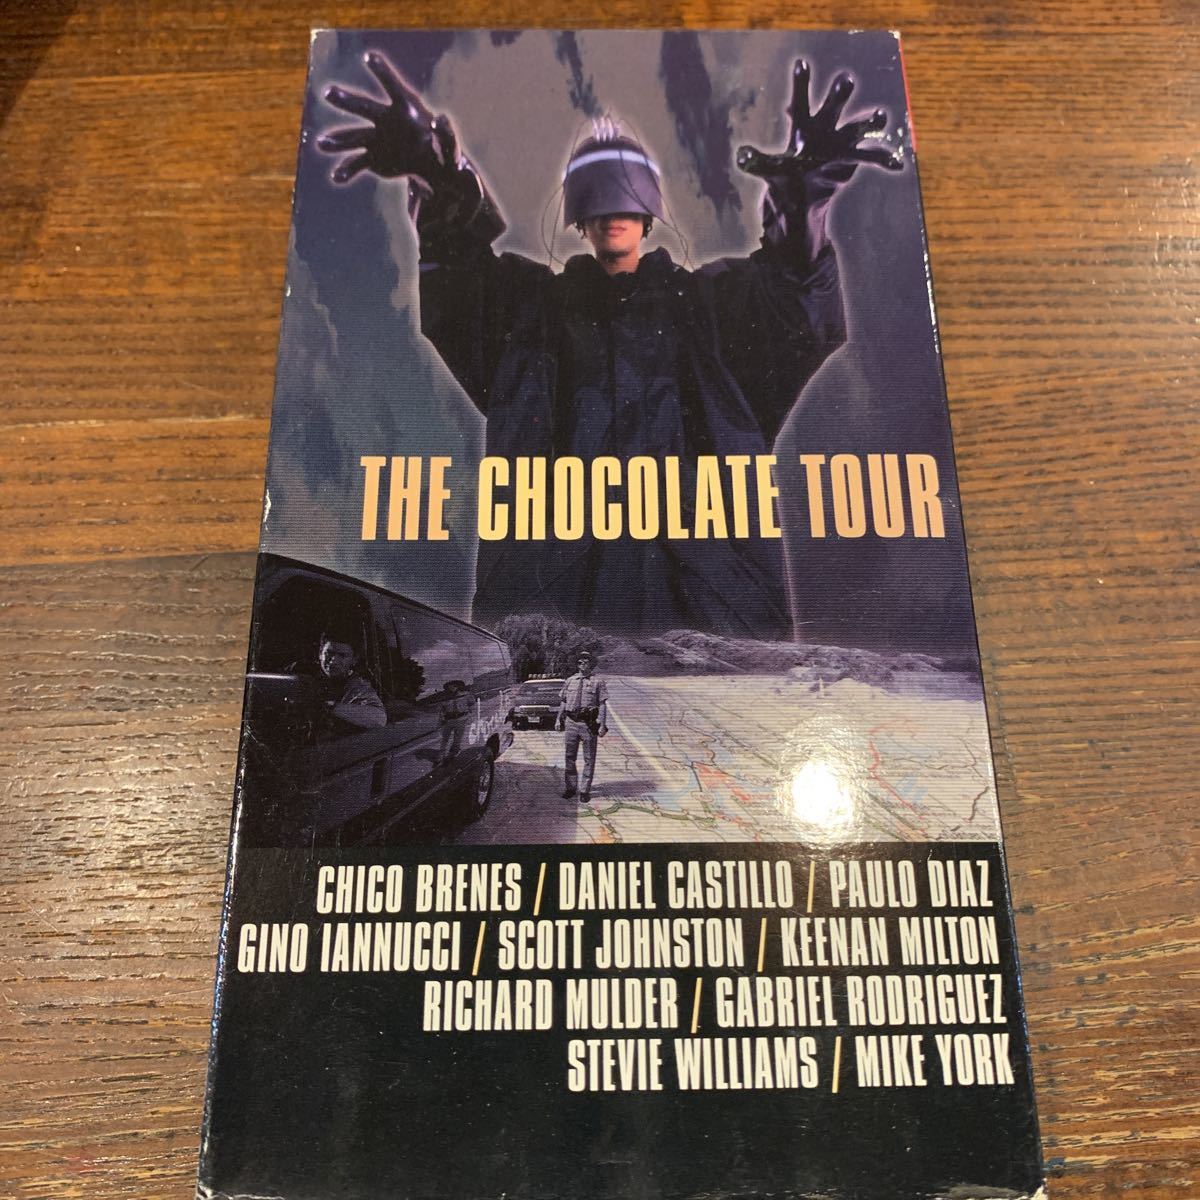 THE CHOCOLATE TOUR
CHICO BRENES / DANIEL CASTILLO / PAULO DIAZ
GINO IANNUCCI / SCOTT JOHNSTON / KEENAN MILTON
RICHARD MULDER / GABRIEL RODRIGUEZ
STEVIE WILLIAMS / MIKE YORK